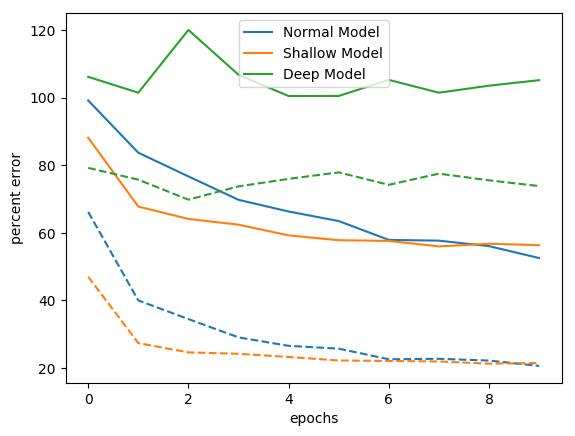 Normal Model
Shallow Model
Deep Model
120
100
80
60
40
20
percent error
0 2 4 6 8
epochs